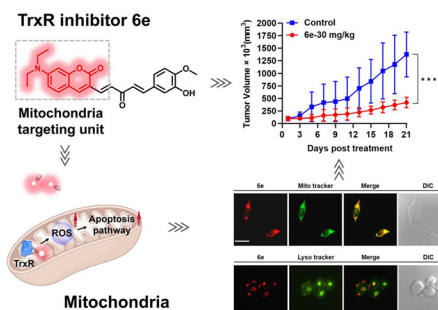 TrxR inhibitor 6e
N
O
O
O
O
OH
Mitochondria
targeting unit
Tumor Volume × 10³(mm³)
2000
1750
1500
1250
1000
750
500
250
0
Control
6e-30 mg/kg
***
0 3 6 9 12 15 18 21
Days post treatment
ROS
Apoptosis
pathway
TrxR
Mitochondria
6e Mito tracker Merge DIC
6e Lyso tracker Merge DIC